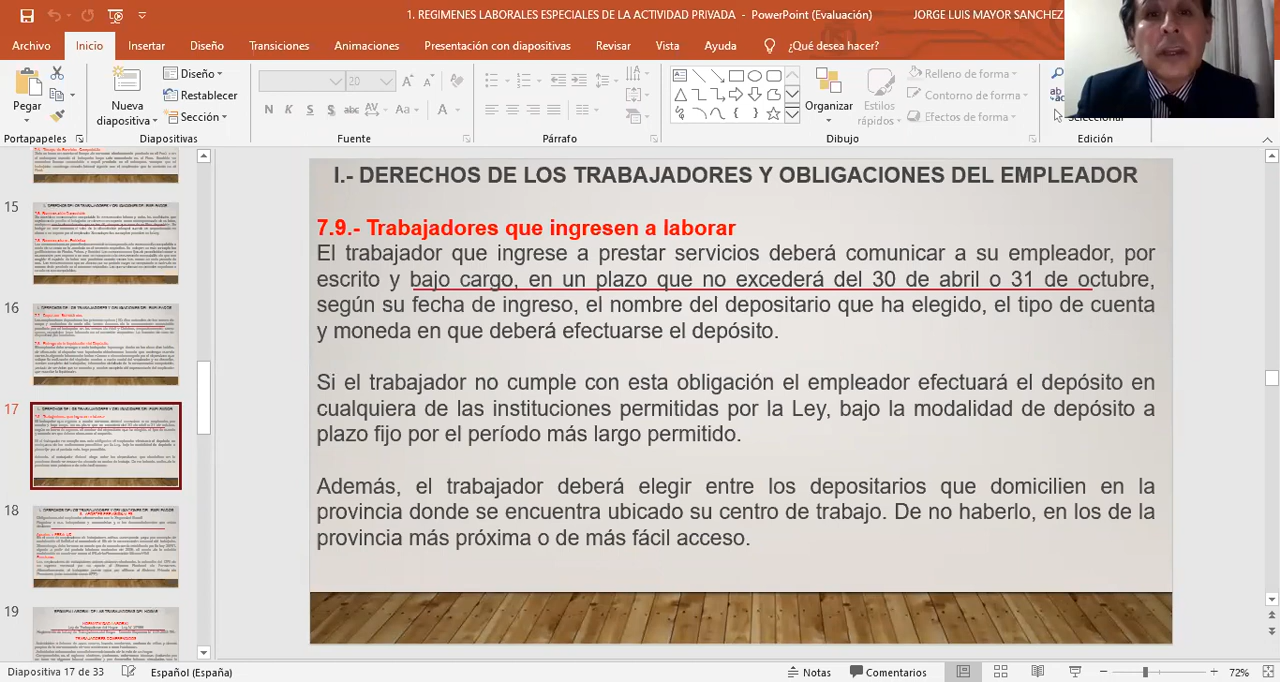 1. REGIMENES LABORALES ESPECIALES DE LA ACTIVIDAD PRIVADA - PowerPoint (Evaluación)
JORGE LUIS MAYOR SANCHEZ
Archivo
Inicio
Insertar
Diseño
Transiciones
Animaciones
Presentación con diapositivas
Revisar
Vista
Ayuda
¿Qué desea hacer?
Pegar
Nueva
diapositiva
Diseño
Restablecer
Sección
20
N K S S abc AV Aa A
Organizar
Estilos
rápidos
Relleno de forma
Contorno de forma
Efectos de forma
Portapapeles
Diapositivas
Fuente
Párrafo
Dibujo
Edición
15
16
17
18
19
I.- DERECHOS DE LOS TRABAJADORES Y OBLIGACIONES DEL EMPLEADOR
7.9.- Trabajadores que ingresen a laborar
El trabajador que ingrese a prestar servicios deberá comunicar a su empleador, por
escrito y bajo cargo, en un plazo que no excederá del 30 de abril o 31 de octubre,
según su fecha de ingreso, el nombre del depositario que ha elegido, el tipo de cuenta
y moneda en que deberá efectuarse el depósito.
Si el trabajador no cumple con esta obligación el empleador efectuará el depósito en
cualquiera de las instituciones permitidas por la Ley, bajo la modalidad de depósito a
plazo fijo por el período más largo permitido.
Además, el trabajador deberá elegir entre los depositarios que domicilien en la
provincia donde se encuentra ubicado su centro de trabajo. De no haberlo, en los de la
provincia más próxima o de más fácil acceso.
Diapositiva 17 de 33
Español (España)
Notas
Comentarios
72%